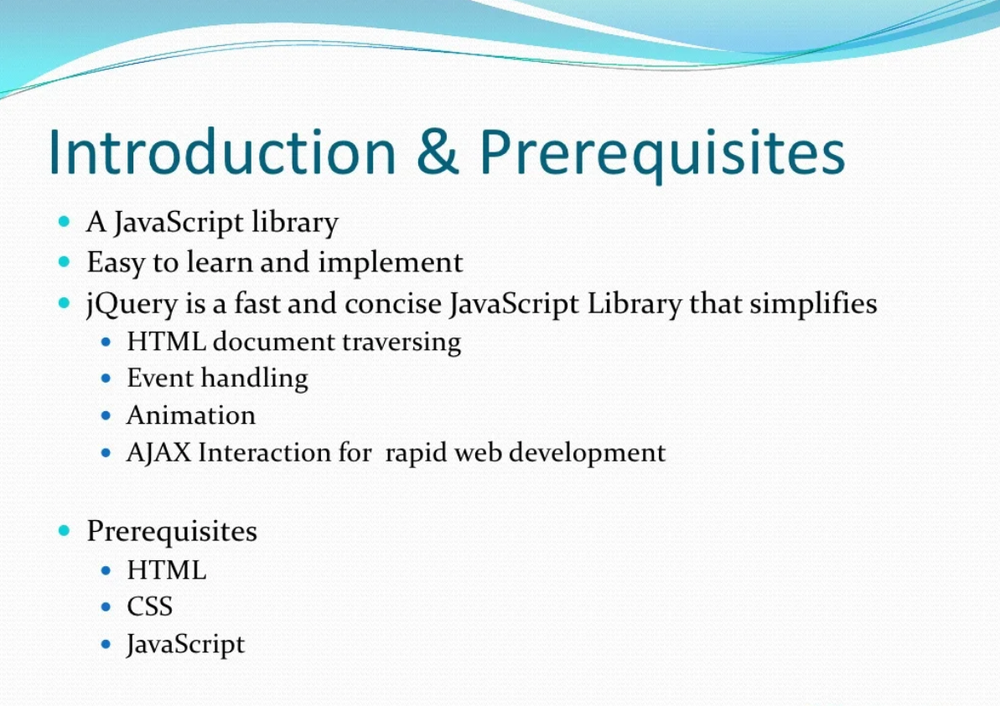 Introduction & Prerequisites
A JavaScript library
Easy to learn and implement
jQuery is a fast and concise JavaScript Library that simplifies
HTML document traversing
Event handling
Animation
AJAX Interaction for  rapid web development
Prerequisites
HTML
CSS
JavaScript